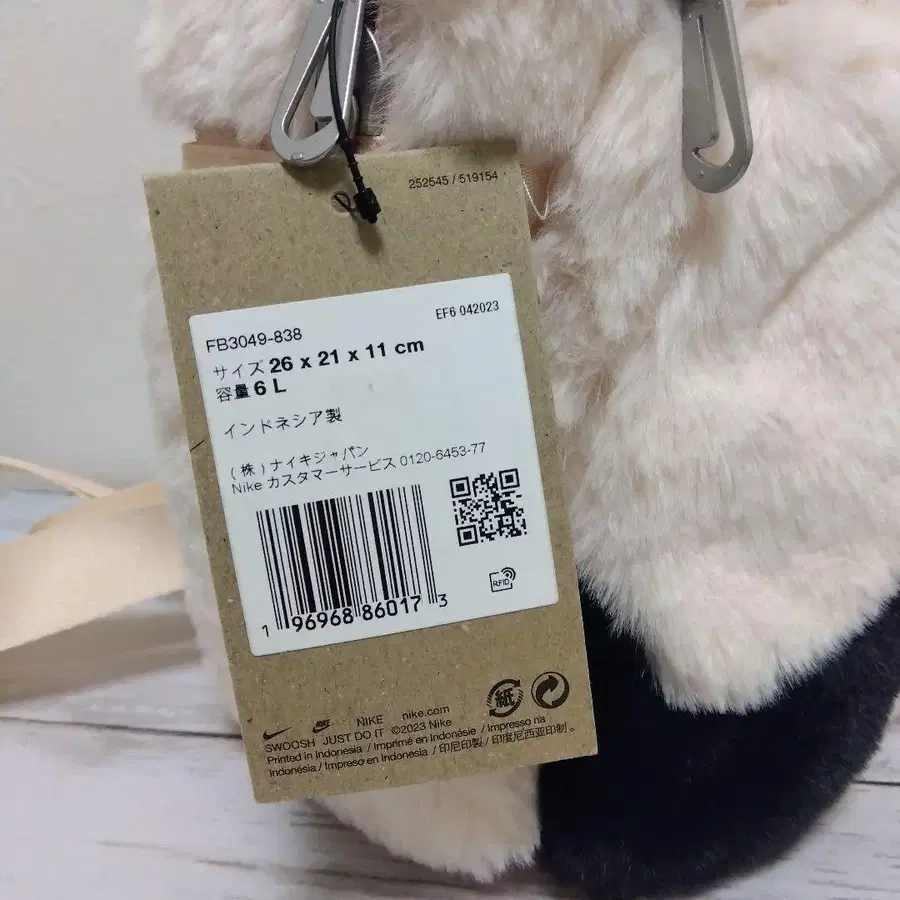 252545 / 519154
EF6 042023
FB3049-838
サイズ 26 x 21 x 11 cm
容量 6 L
インドネシア製
(株)ナイキジャパン
Nike カスタマーサービス 0120-6453-77
RFID
1 96968 86017 3
紙
NIKE nike.com
SWOOSH JUST DO IT ©2023 Nike
Printed in Indonesia / Imprimé en Indonésie / Impresso na
Indonésia / Impreso en Indonesia / 印尼印製 / 印度尼西亚印制。